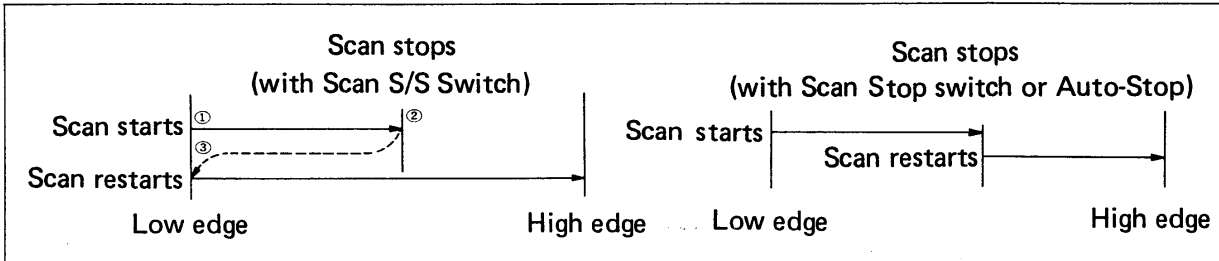 Scan stops
(with Scan S/S Switch)
Scan starts ① ②
③
Scan restarts
Low edge
High edge
Scan stops
(with Scan Stop switch or Auto-Stop)
Scan starts
Scan restarts
Low edge
High edge